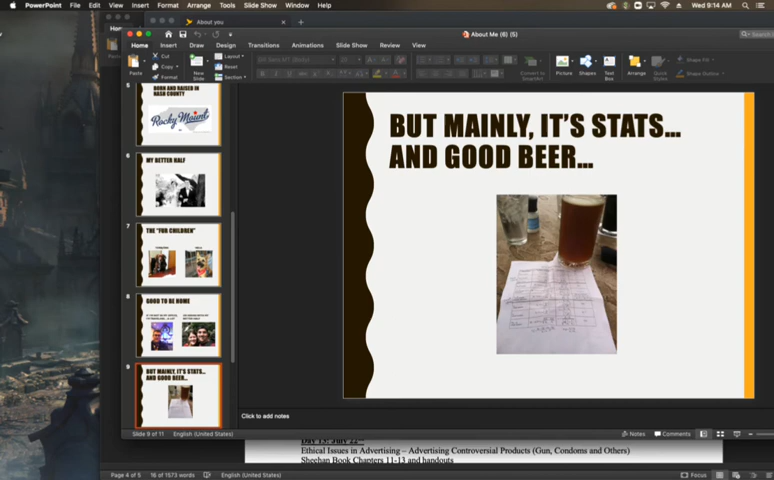 PowerPoint File Edit View Insert Format Arrange Tools Slide Show Window Help
Wed 9:14 AM
About you
About Me (6) (5)
Home Insert Draw Design Transitions Animations Slide Show Review View
Paste
Cut
Copy
Format
New Slide
Layout
Reset
Section
Convert to SmartArt
Picture
Shapes
Text Box
Arrange
Quick Styles
Shape Fill
Shape Outline
5
BORN AND RAISED IN
NASH COUNTY
Rocky Mount
6
MY BETTER HALF
7
THE "FUR CHILDREN"
8
GOOD TO BE HOME
9
BUT MAINLY, IT'S STATS...
AND GOOD BEER...
BUT MAINLY, IT'S STATS...
AND GOOD BEER...
Click to add notes
Slide 9 of 11 English (United States)
Notes Comments
Ethical Issues in Advertising – Advertising Controversial Products (Gun, Condoms and Others)
Sheehan Book Chapters 11-13 and handouts
Page 4 of 5 16 of 1573 words English (United States)
Focus